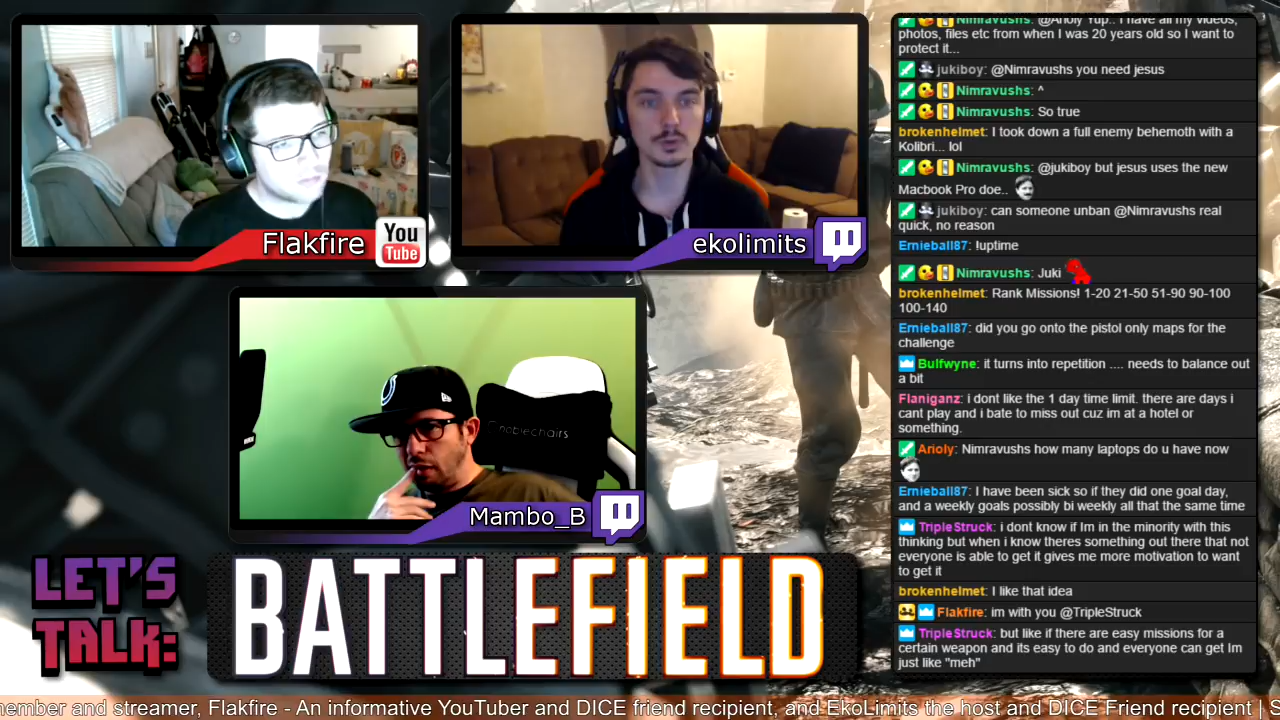 Flakfire
You
Tube
ekolimits
noblechairs
Mambo_B
LET'S
TALK:
BATTLEFIELD
Nimravushs: @Arioly Yup.. I have all my videos,
photos, files etc from when I was 20 years old so I want to
protect it...
jukiboy: @Nimravushs you need jesus
Nimravushs: ^
Nimravushs: So true
brokenhelmet: I took down a full enemy behemoth with a
Kolibri... lol
Nimravushs: @jukiboy but jesus uses the new
Macbook Pro doe..
jukiboy: can someone unban @Nimravushs real
quick, no reason
Ernieball87: !uptime
Nimravushs: Juki
brokenhelmet: Rank Missions! 1-20 21-50 51-90 90-100
100-140
Ernieball87: did you go onto the pistol only maps for the
challenge
Bulfwyne: it turns into repetition .... needs to balance out
a bit
Flaniganz: i dont like the 1 day time limit. there are days i
cant play and i bate to miss out cuz im at a hotel or
something.
Arioly: Nimravushs how many laptops do u have now
Ernieball87: I have been sick so if they did one goal day,
and a weekly goals possibly bi weekly all that the same time
TripleStruck: i dont know if Im in the minority with this
thinking but when i know theres something out there that not
everyone is able to get it gives me more motivation to want
to get it
brokenhelmet: I like that idea
Flakfire: im with you @TripleStruck
TripleStruck: but like if there are easy missions for a
certain weapon and its easy to do and everyone can get Im
just like "meh"
member and streamer, Flakfire - An informative YouTuber and DICE friend recipient, and EkoLimits the host and DICE Friend recipient | S